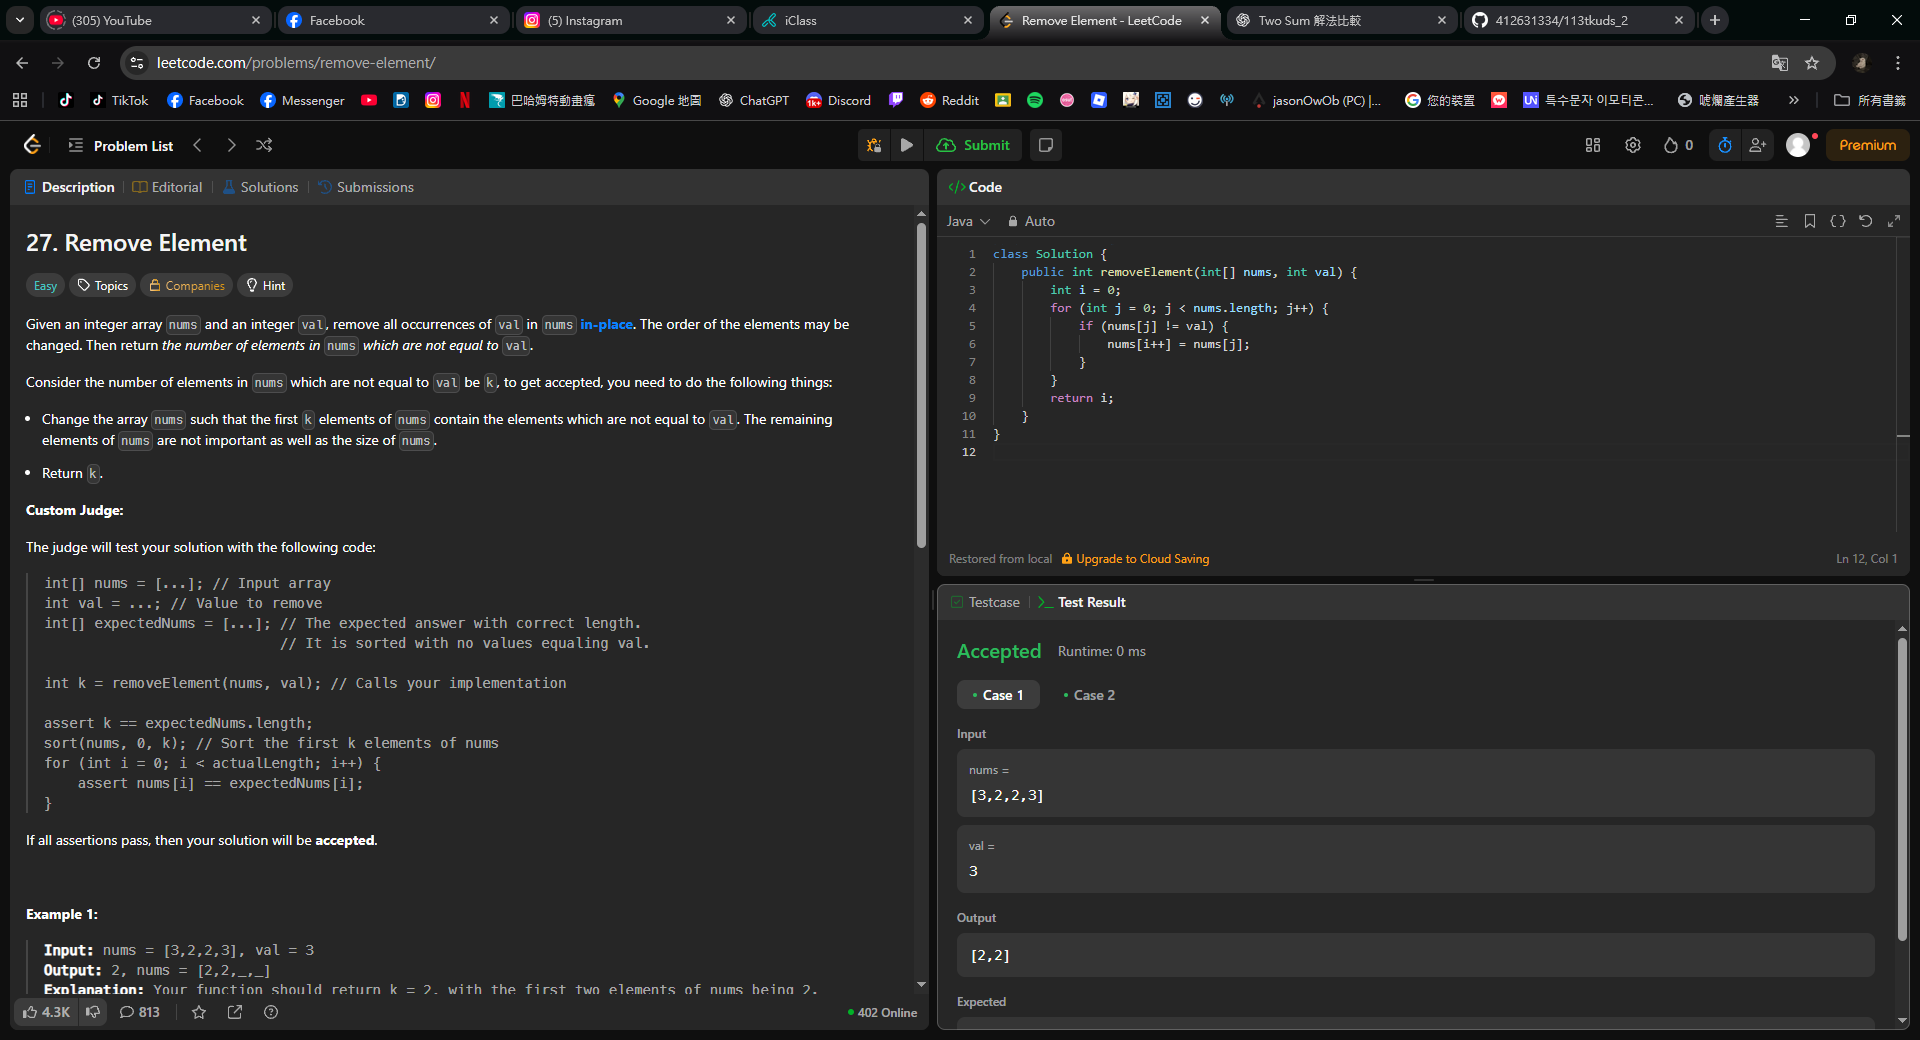 (305) YouTube
Facebook
(5) Instagram
iClass
Remove Element - LeetCode
Two Sum 解法比較
412631334/113tkuds_2
leetcode.com/problems/remove-element/
TikTok
Facebook
Messenger
巴哈姆特動畫瘋
Google 地圖
ChatGPT
Discord
Reddit
jasonOwOb (PC) |...
您的裝置
특수문자 이모티콘...
唬爛產生器
所有書籤
Problem List
Submit
0
Premium
Description
Editorial
Solutions
Submissions
27. Remove Element
Easy
Topics
Companies
Hint
Given an integer array nums and an integer val, remove all occurrences of val in nums in-place. The order of the elements may be
changed. Then return the number of elements in nums which are not equal to val.
Consider the number of elements in nums which are not equal to val be k, to get accepted, you need to do the following things:
• Change the array nums such that the first k elements of nums contain the elements which are not equal to val. The remaining
elements of nums are not important as well as the size of nums.
• Return k.
Custom Judge:
The judge will test your solution with the following code:
int[] nums = [...]; // Input array
int val = ...; // Value to remove
int[] expectedNums = [...]; // The expected answer with correct length.
// It is sorted with no values equaling val.
int k = removeElement(nums, val); // Calls your implementation
assert k == expectedNums.length;
sort(nums, 0, k); // Sort the first k elements of nums
for (int i = 0; i < actualLength; i++) {
assert nums[i] == expectedNums[i];
}
If all assertions pass, then your solution will be accepted.
Example 1:
Input: nums = [3,2,2,3], val = 3
Output: 2, nums = [2,2,_,_]
Explanation: Your function should return k = 2, with the first two elements of nums being 2.
4.3K
813
402 Online
</> Code
Java
Auto
1 class Solution {
2 public int removeElement(int[] nums, int val) {
3 int i = 0;
4 for (int j = 0; j < nums.length; j++) {
5 if (nums[j] != val) {
6 nums[i++] = nums[j];
7 }
8 }
9 return i;
10 }
11 }
12
Restored from local
Upgrade to Cloud Saving
Ln 12, Col 1
Testcase
Test Result
Accepted
Runtime: 0 ms
Case 1
Case 2
Input
nums =
[3,2,2,3]
val =
3
Output
[2,2]
Expected